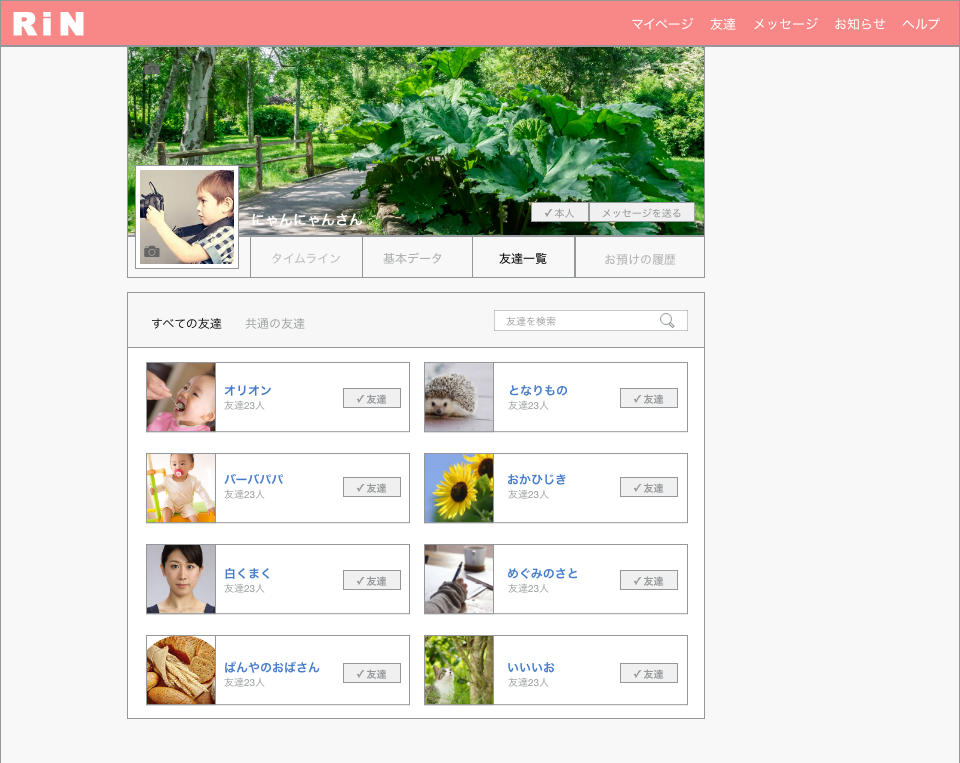 RiN
マイページ 友達 メッセージ お知らせ ヘルプ
にゃんにゃんさん
✓本人 メッセージを送る
タイムライン 基本データ 友達一覧 お預けの履歴
すべての友達 共通の友達 友達を検索
オリオン
友達23人
✓友達
となりもの
友達23人
✓友達
バーバパパ
友達23人
✓友達
おかひじき
友達23人
✓友達
白くまく
友達23人
✓友達
めぐみのさと
友達23人
✓友達
ぱんやのおばさん
友達23人
✓友達
いいいお
友達23人
✓友達